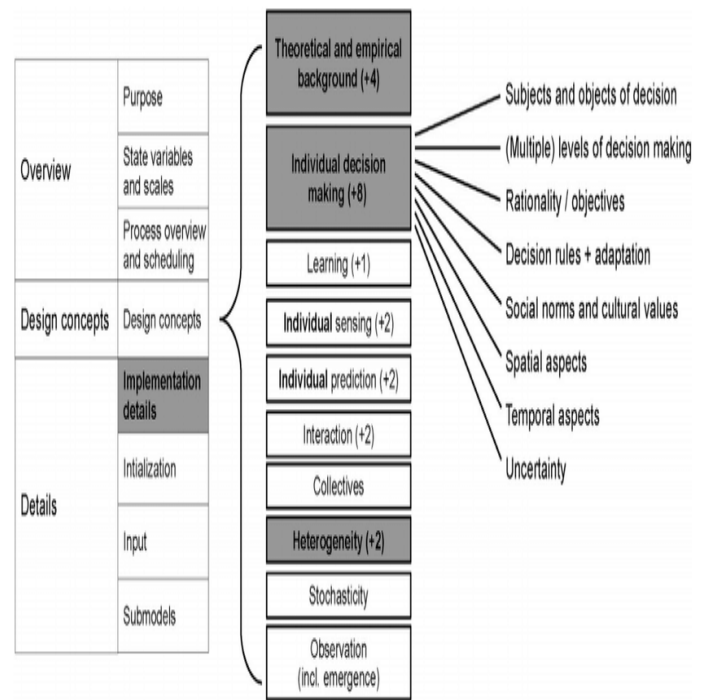 Overview
Purpose
State variables
and scales
Process overview
and scheduling
Design concepts
Design concepts
Details
Implementation
details
Intialization
Input
Submodels
Theoretical and empirical
background (+4)
Individual decision
making (+8)
Learning (+1)
Individual sensing (+2)
Individual prediction (+2)
Interaction (+2)
Collectives
Heterogeneity (+2)
Stochasticity
Observation
(incl. emergence)
Subjects and objects of decision
(Multiple) levels of decision making
Rationality / objectives
Decision rules + adaptation
Social norms and cultural values
Spatial aspects
Temporal aspects
Uncertainty